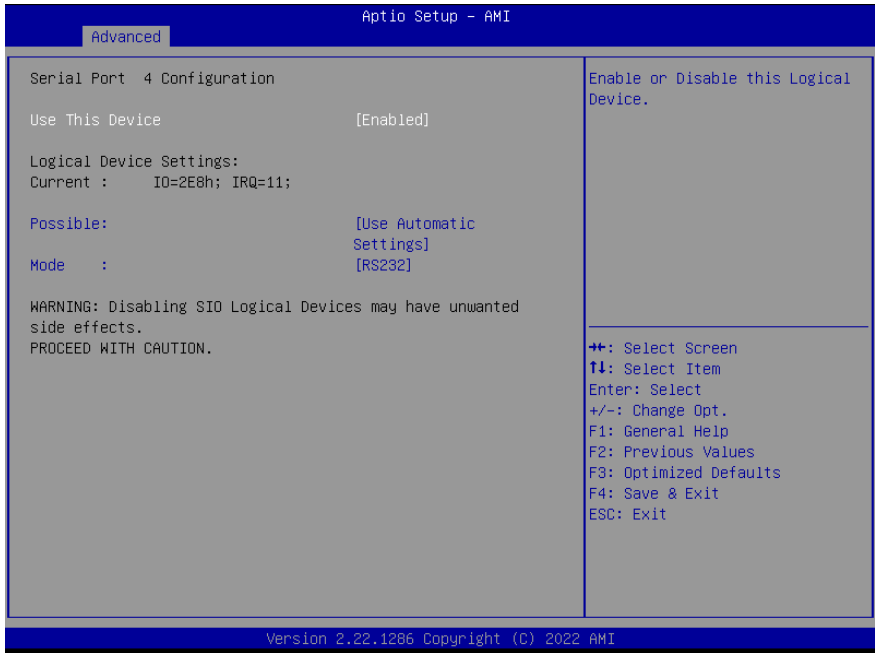 Aptio Setup – AMI
Advanced
Serial Port  4 Configuration
Use This Device [Enabled]
Logical Device Settings:
Current :     IO=2E8h; IRQ=11;
Possible: [Use Automatic
Settings]
Mode    : [RS232]
WARNING: Disabling SIO Logical Devices may have unwanted
side effects.
PROCEED WITH CAUTION.
Enable or Disable this Logical
Device.
→←: Select Screen
↑↓: Select Item
Enter: Select
+/-: Change Opt.
F1: General Help
F2: Previous Values
F3: Optimized Defaults
F4: Save & Exit
ESC: Exit
Version 2.22.1286 Copyright (C) 2022 AMI